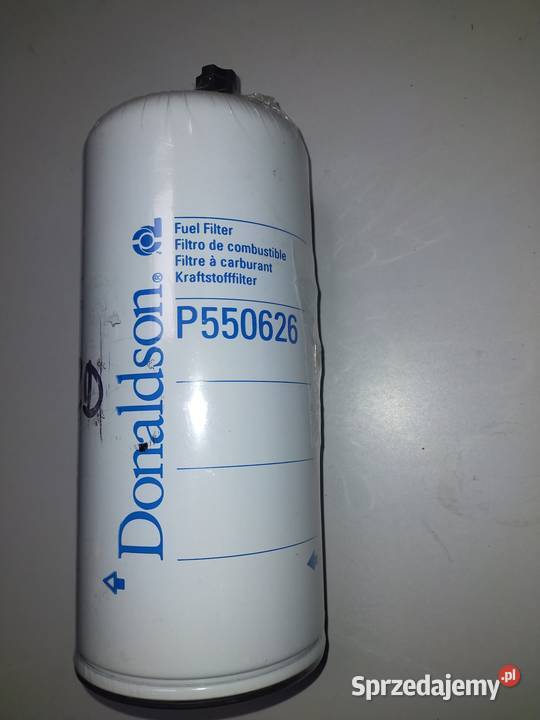 Fuel Filter
Filtro de combustible
Filtre à carburant
Kraftstofffilter
P550626
Donaldson®
Sprzedajemy.pl